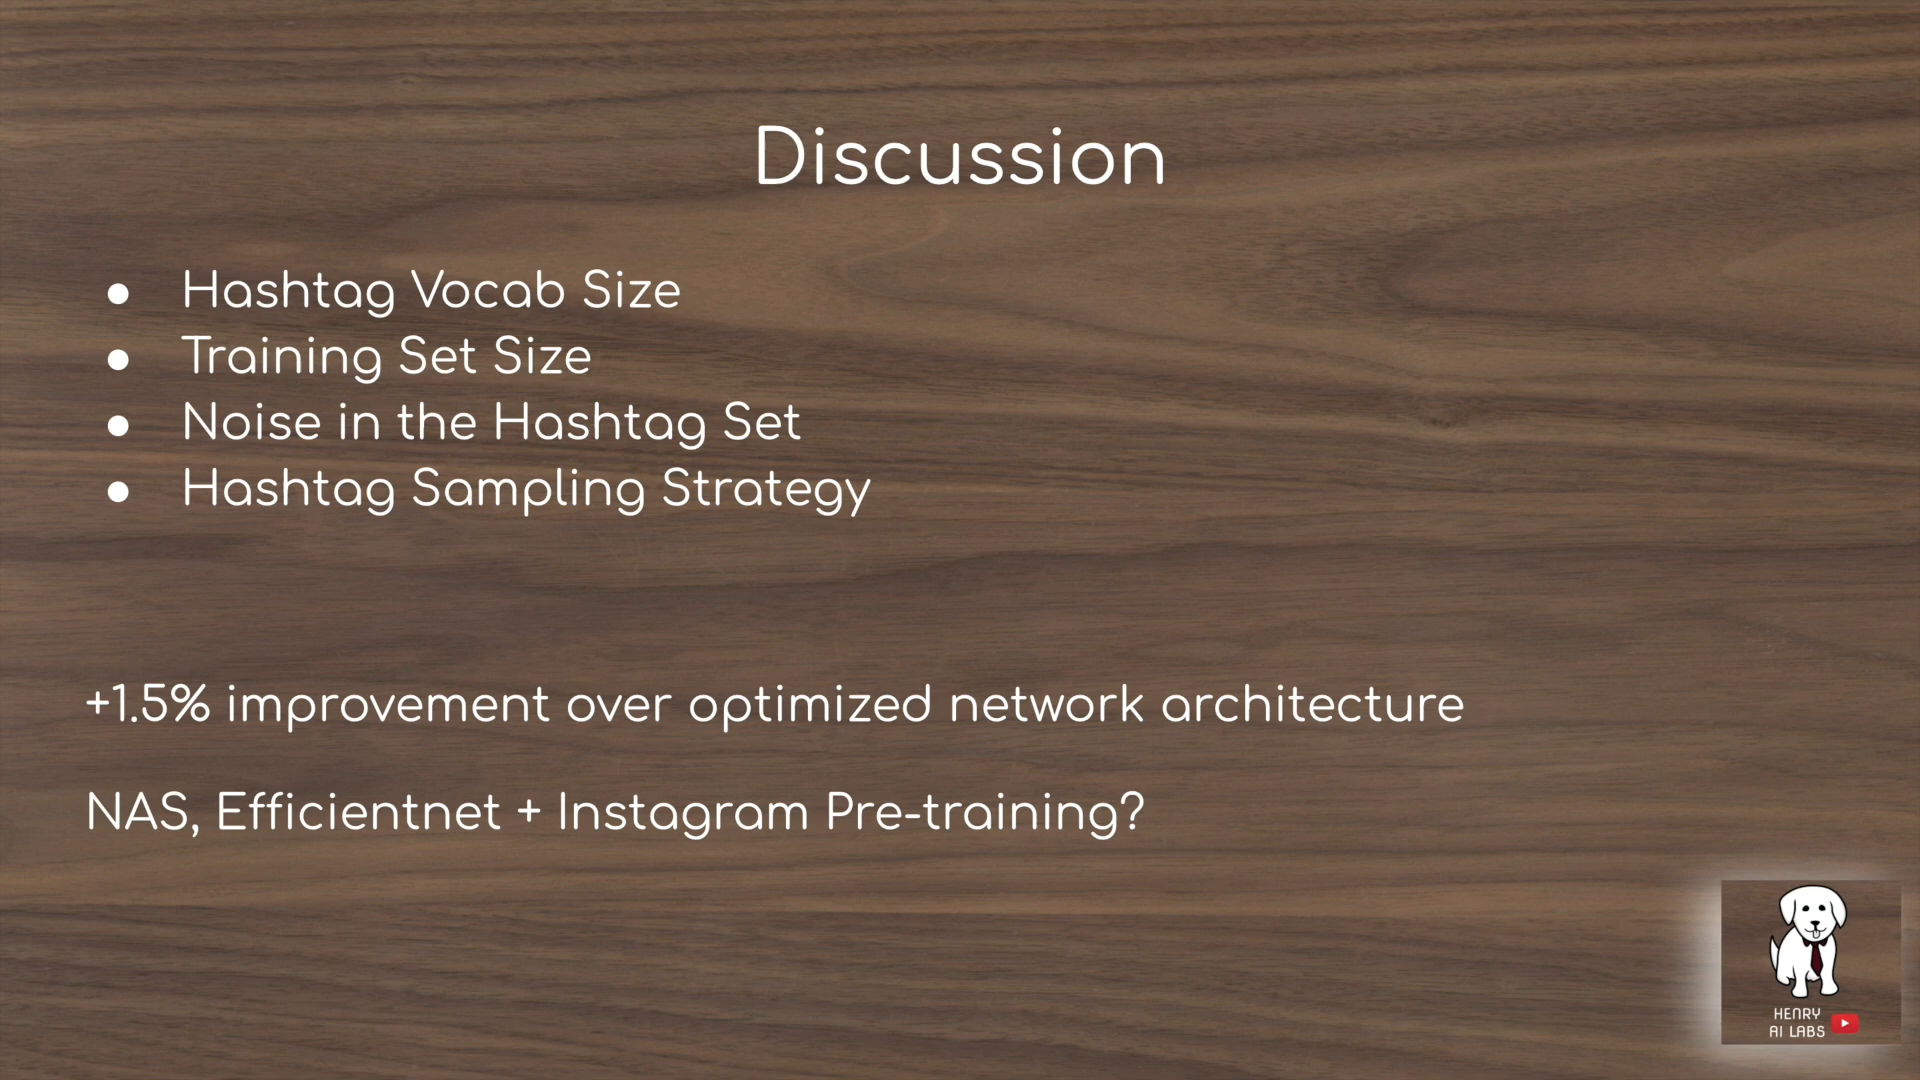 Discussion
● Hashtag Vocab Size
● Training Set Size
● Noise in the Hashtag Set
● Hashtag Sampling Strategy
+1.5% improvement over optimized network architecture
NAS, Efficientnet + Instagram Pre-training?
HENRY
AI LABS